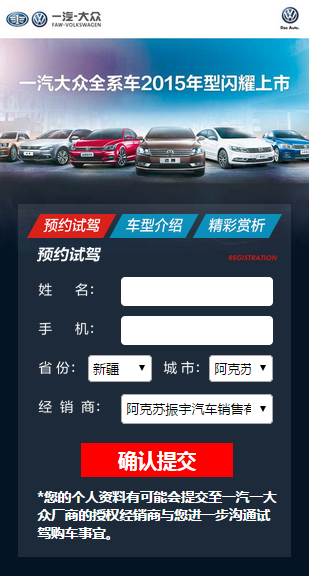 一汽-大众
FAW-VOLKSWAGEN
Das Auto.
一汽大众全系车2015年型闪耀上市
预约试驾 车型介绍 精彩赏析
预约试驾
REGISTRATION
姓 名：
手 机：
省 份： 新疆 城 市： 阿克苏
经 销 商： 阿克苏振宇汽车销售有
确认提交
*您的个人资料有可能会提交至一汽一大
众厂商的授权经销商与您进一步沟通试
驾购车事宜。